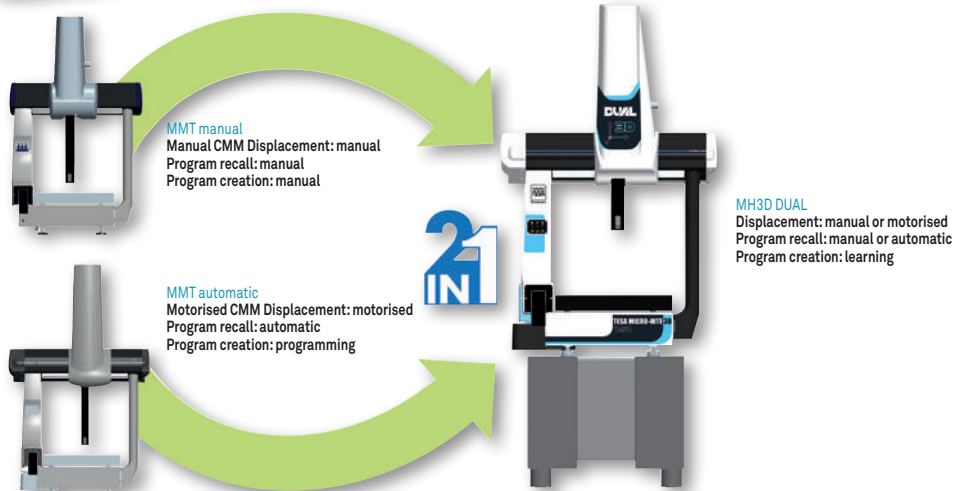 MMT manual
Manual CMM Displacement: manual
Program recall: manual
Program creation: manual
DUAL
3D
2 IN 1
MH3D DUAL
Displacement: manual or motorised
Program recall: manual or automatic
Program creation: learning
MMT automatic
Motorised CMM Displacement: motorised
Program recall: automatic
Program creation: programming